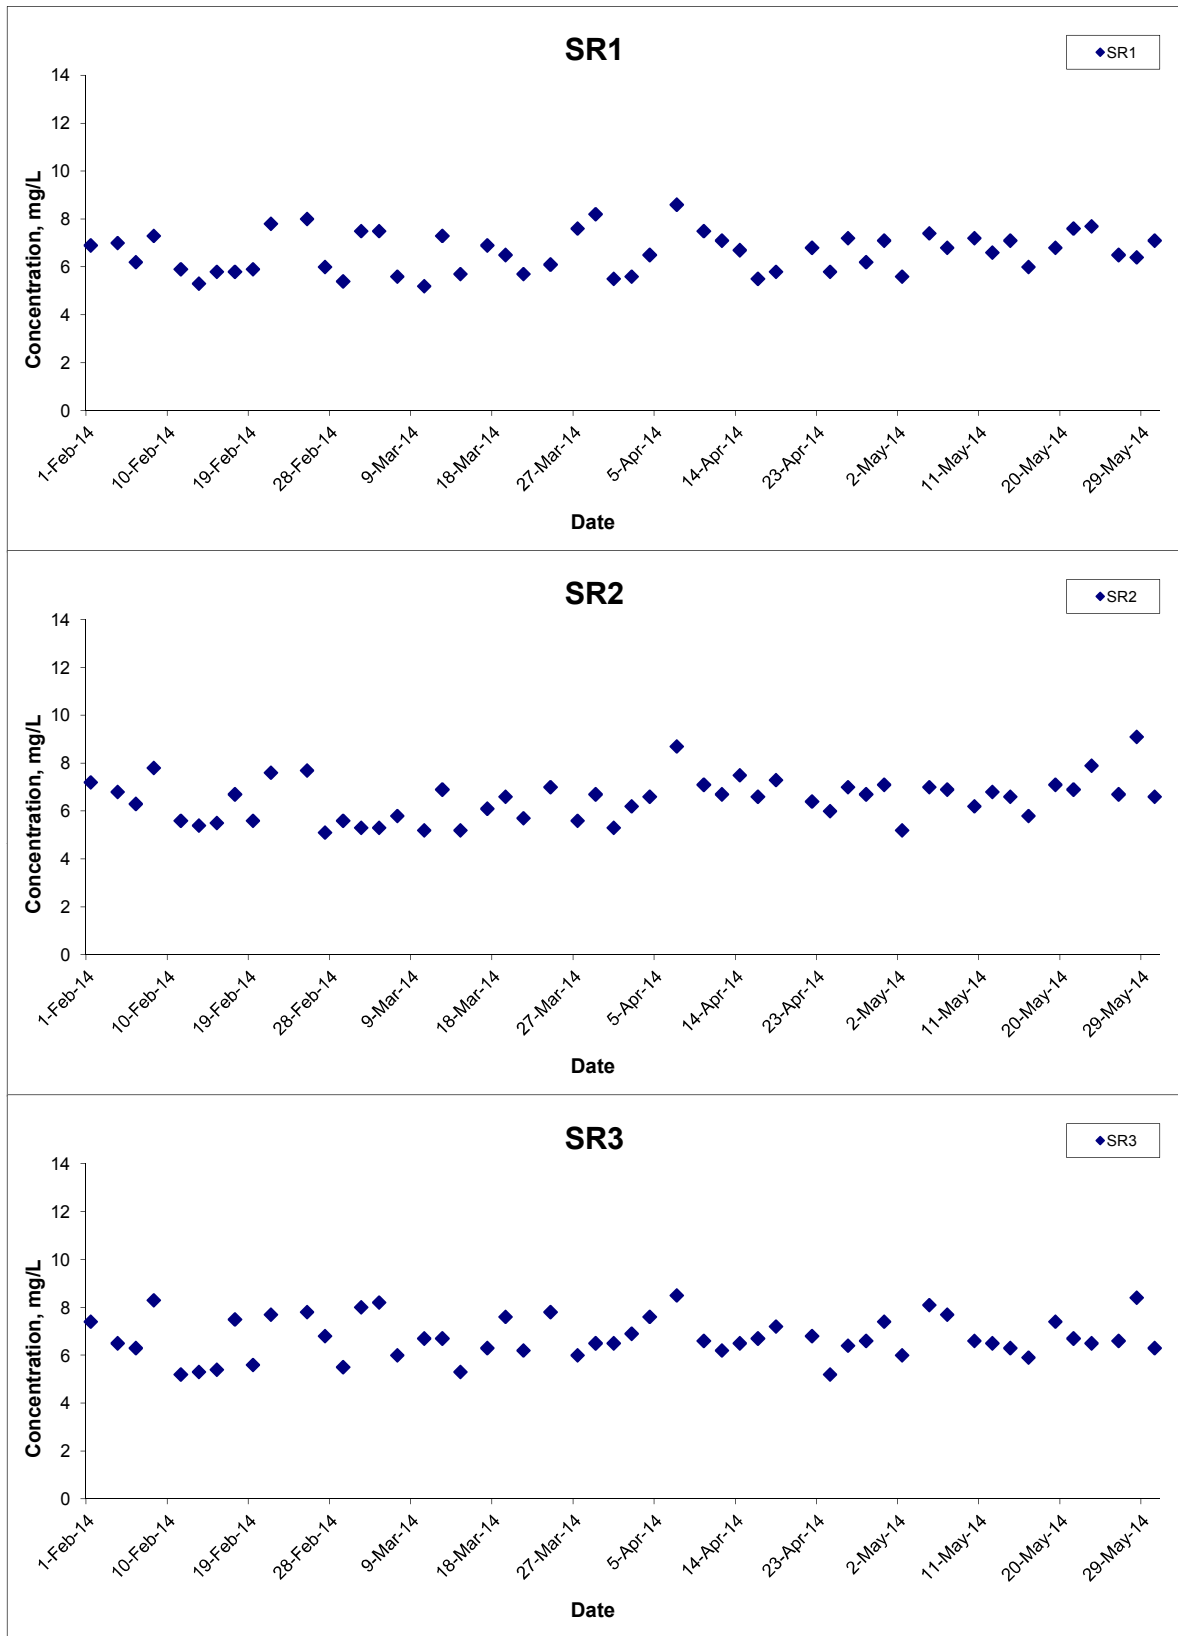 SR1
SR1
14
12
10
8
6
4
2
0
Concentration, mg/L
1-Feb-14
10-Feb-14
19-Feb-14
28-Feb-14
9-Mar-14
18-Mar-14
27-Mar-14
5-Apr-14
14-Apr-14
23-Apr-14
2-May-14
11-May-14
20-May-14
29-May-14
Date
SR2
SR2
14
12
10
8
6
4
2
0
Concentration, mg/L
1-Feb-14
10-Feb-14
19-Feb-14
28-Feb-14
9-Mar-14
18-Mar-14
27-Mar-14
5-Apr-14
14-Apr-14
23-Apr-14
2-May-14
11-May-14
20-May-14
29-May-14
Date
SR3
SR3
14
12
10
8
6
4
2
0
Concentration, mg/L
1-Feb-14
10-Feb-14
19-Feb-14
28-Feb-14
9-Mar-14
18-Mar-14
27-Mar-14
5-Apr-14
14-Apr-14
23-Apr-14
2-May-14
11-May-14
20-May-14
29-May-14
Date